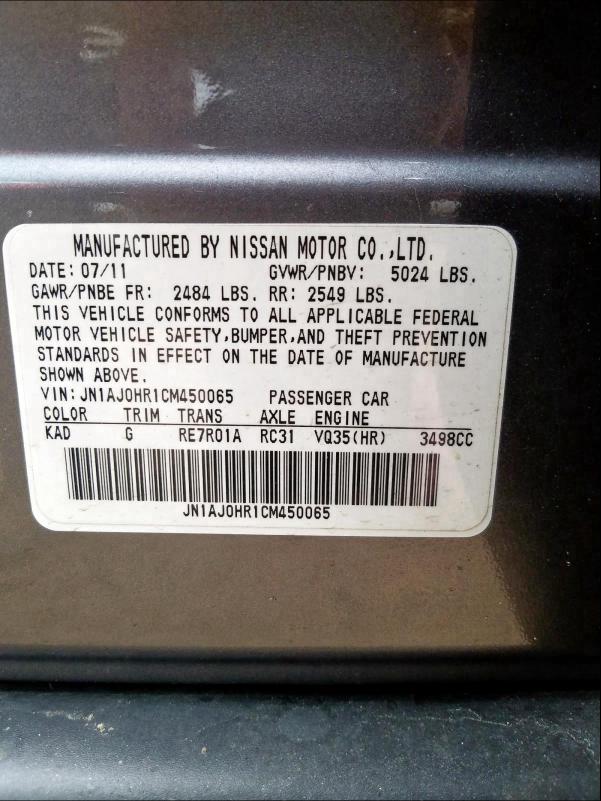 MANUFACTURED BY NISSAN MOTOR CO.,LTD.
DATE: 07/11 GVWR/PNBV: 5024 LBS.
GAWR/PNBE FR: 2484 LBS. RR: 2549 LBS.
THIS VEHICLE CONFORMS TO ALL APPLICABLE FEDERAL
MOTOR VEHICLE SAFETY,BUMPER,AND THEFT PREVENTION
STANDARDS IN EFFECT ON THE DATE OF MANUFACTURE
SHOWN ABOVE.
VIN: JN1AJ0HR1CM450065 PASSENGER CAR
COLOR TRIM TRANS AXLE ENGINE
KAD G RE7R01A RC31 VQ35(HR) 3498CC
JN1AJ0HR1CM450065